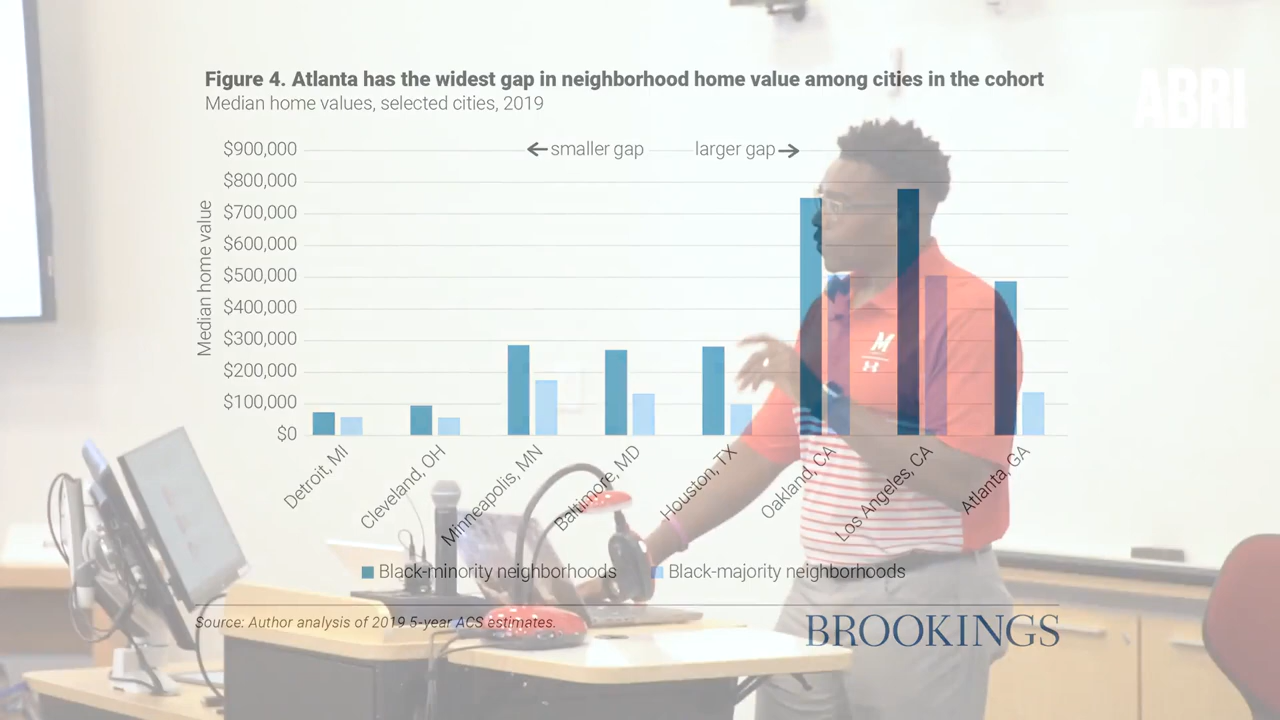 Figure 4. Atlanta has the widest gap in neighborhood home value among cities in the cohort
Median home values, selected cities, 2019
ABRI
← smaller gap
larger gap →
Median home value
$900,000
$800,000
$700,000
$600,000
$500,000
$400,000
$300,000
$200,000
$100,000
$0
Detroit, MI
Cleveland, OH
Minneapolis, MN
Baltimore, MD
Houston, TX
Oakland, CA
Los Angeles, CA
Atlanta, GA
M
Black-minority neighborhoods
Black-majority neighborhoods
Source: Author analysis of 2019 5-year ACS estimates.
BROOKINGS